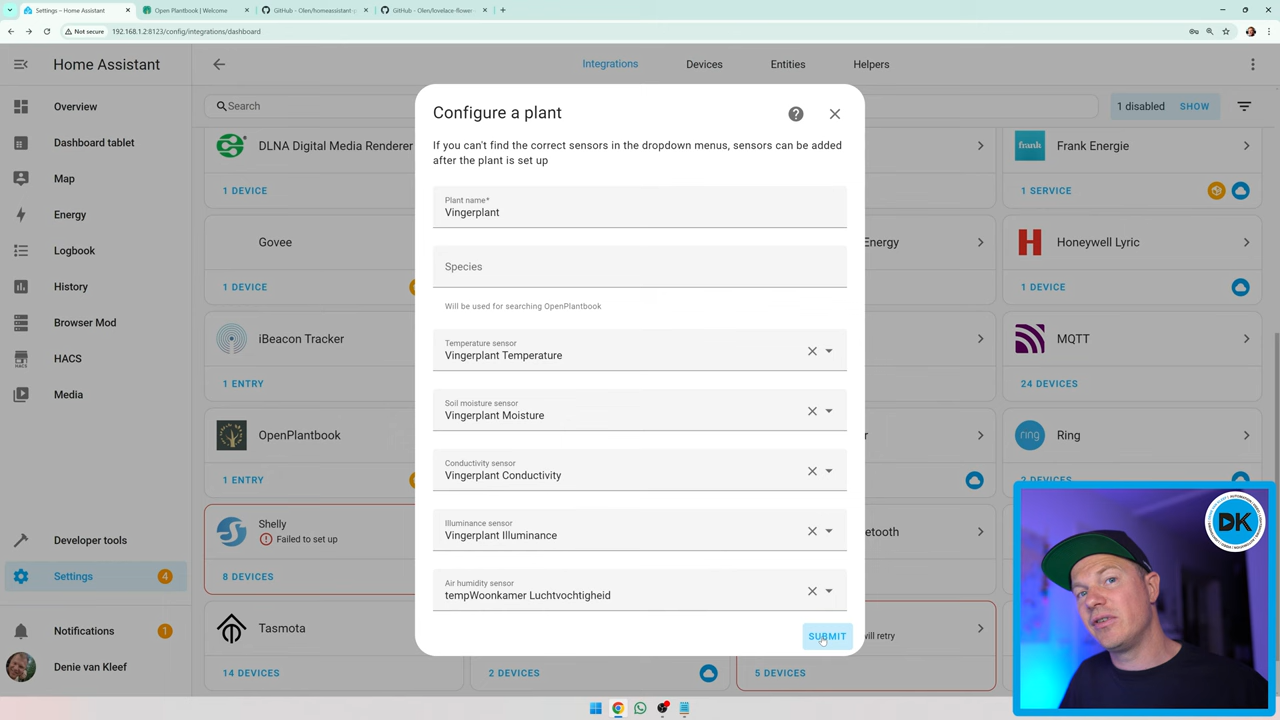 Settings – Home Assistant
Open Plantbook | Welcome
GitHub - Olen/homeassistant-p
GitHub - Olen/lovelace-flower-
Not secure
192.168.1.2:8123/config/integrations/dashboard
Home Assistant
Integrations
Devices
Entities
Helpers
Overview
Dashboard tablet
Map
Energy
Logbook
History
Browser Mod
HACS
HACS
Media
Developer tools
Settings
4
Notifications
1
Denie van Kleef
Search
1 disabled
SHOW
DLNA Digital Media Renderer
1 DEVICE
frank
Frank Energie
1 SERVICE
Govee
1 DEVICE
Energy
Honeywell Lyric
1 DEVICE
iBeacon Tracker
1 ENTRY
MQTT
24 DEVICES
OpenPlantbook
1 ENTRY
ring
Ring
2 DEVICES
Shelly
Failed to set up
8 DEVICES
etooth
Tasmota
14 DEVICES
2 DEVICES
will retry
5 DEVICES
Configure a plant
If you can't find the correct sensors in the dropdown menus, sensors can be added
after the plant is set up
Plant name*
Vingerplant
Species
Will be used for searching OpenPlantbook
Temperature sensor
Vingerplant Temperature
Soil moisture sensor
Vingerplant Moisture
Conductivity sensor
Vingerplant Conductivity
Illuminance sensor
Vingerplant Illuminance
Air humidity sensor
tempWoonkamer Luchtvochtigheid
SUBMIT
DK